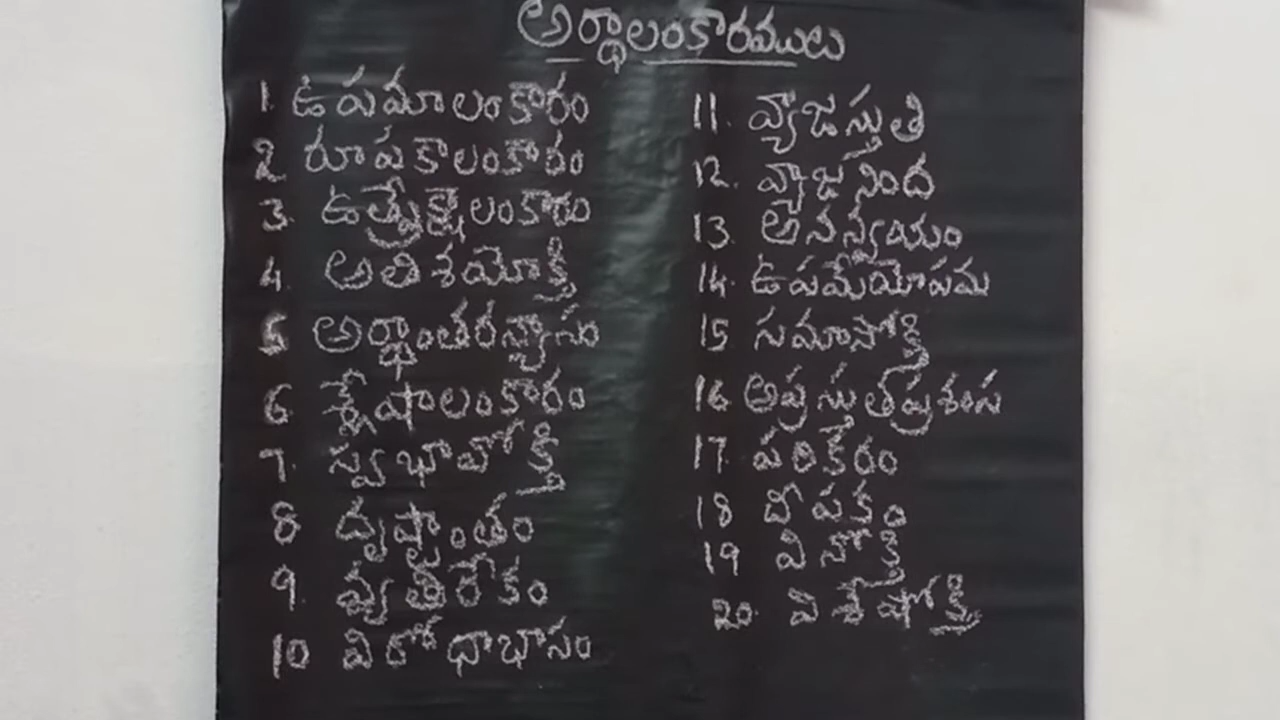 అర్థాలంకారములు
1. ఉపమాలంకారం
2. రూపకాలంకారం
3. ఉత్ప్రేక్షాలంకారం
4. అతిశయోక్తి
5 అర్థాంతరన్యాసం
6. శ్లేషాలంకారం
7. స్వభావోక్తి
8 దృష్టాంతం
9. వ్యతిరేకం
10 విరోధాభాసం
11. వ్యాజస్తుతి
12. వ్యాజనింద
13. అనన్వయం
14. ఉపమేయోపమ
15 సమాసోక్తి
16 అప్రస్తుతప్రశంస
17. పరికరం
18 దీపకం
19 వినోక్తి
20. విశేషోక్తి